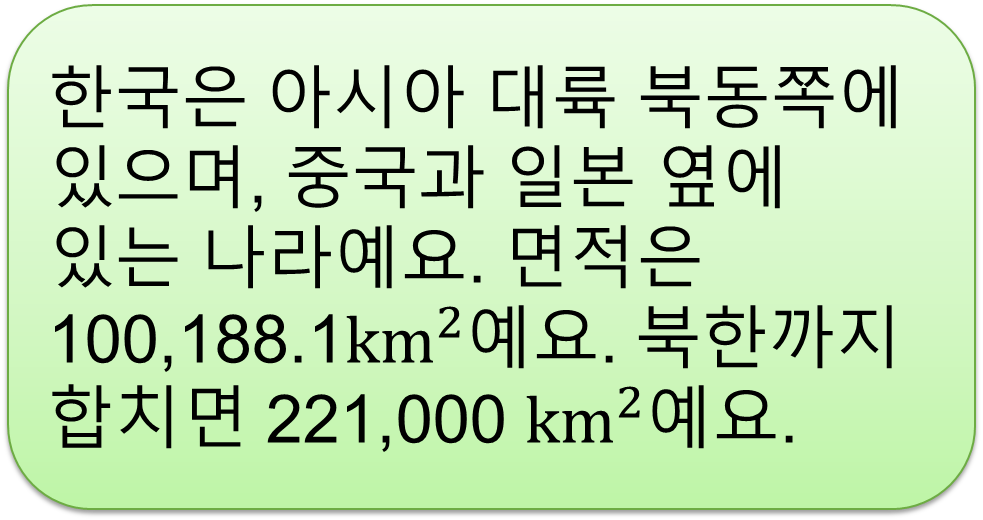 한국은 아시아 대륙 북동쪽에
있으며, 중국과 일본 옆에
있는 나라예요. 면적은
100,188.1km²예요. 북한까지
합치면 221,000 km²예요.